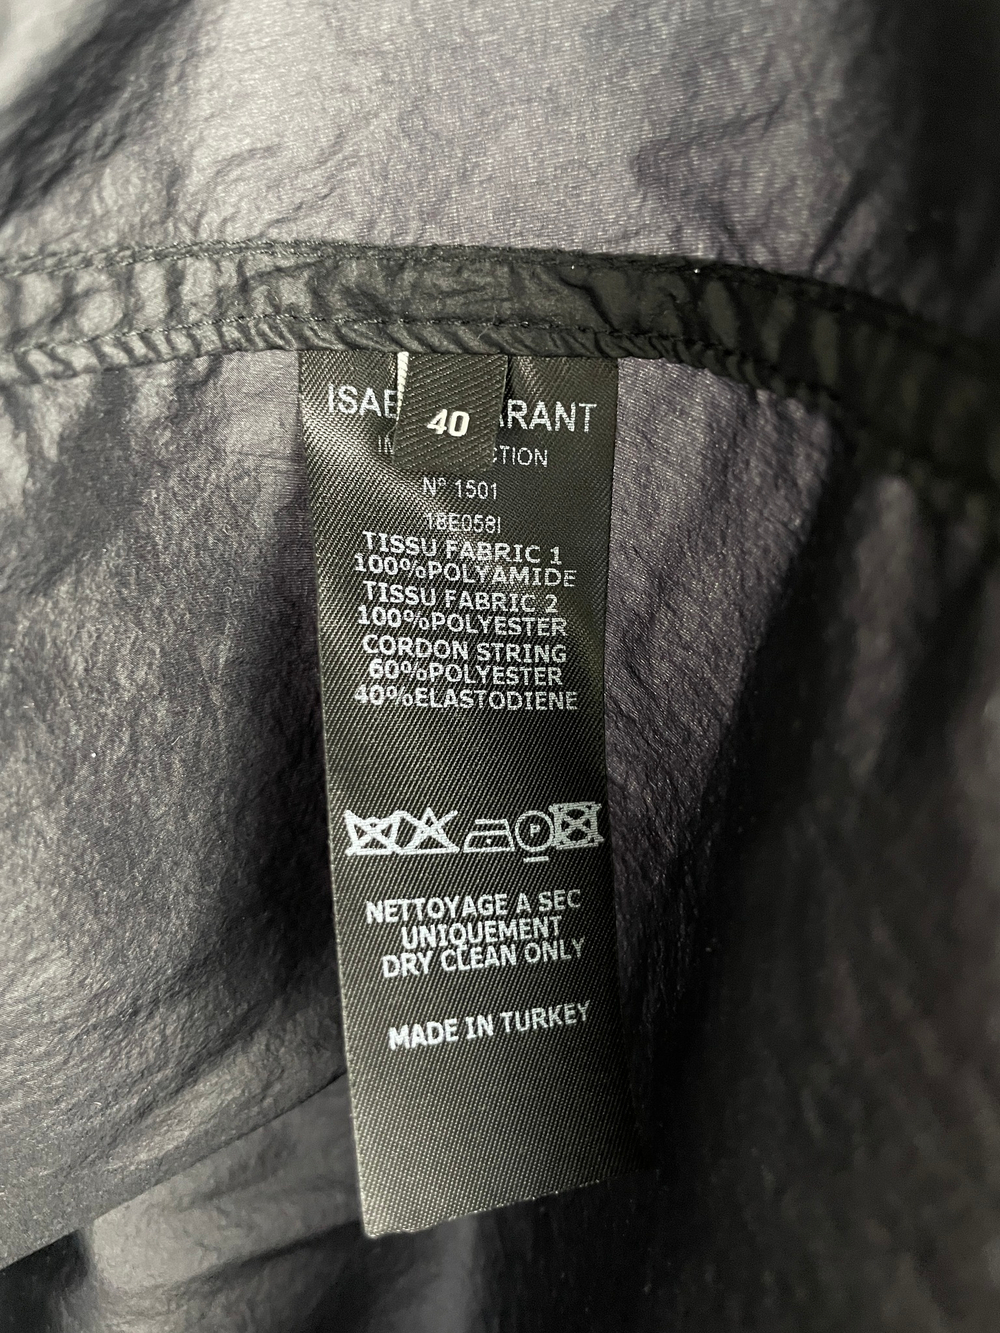 40
N° 1501
18E058I
TISSU FABRIC 1
100%POLYAMIDE
TISSU FABRIC 2
100%POLYESTER
CORDON STRING
60%POLYESTER
40%ELASTODIENE
P
NETTOYAGE A SEC
UNIQUEMENT
DRY CLEAN ONLY
MADE IN TURKEY